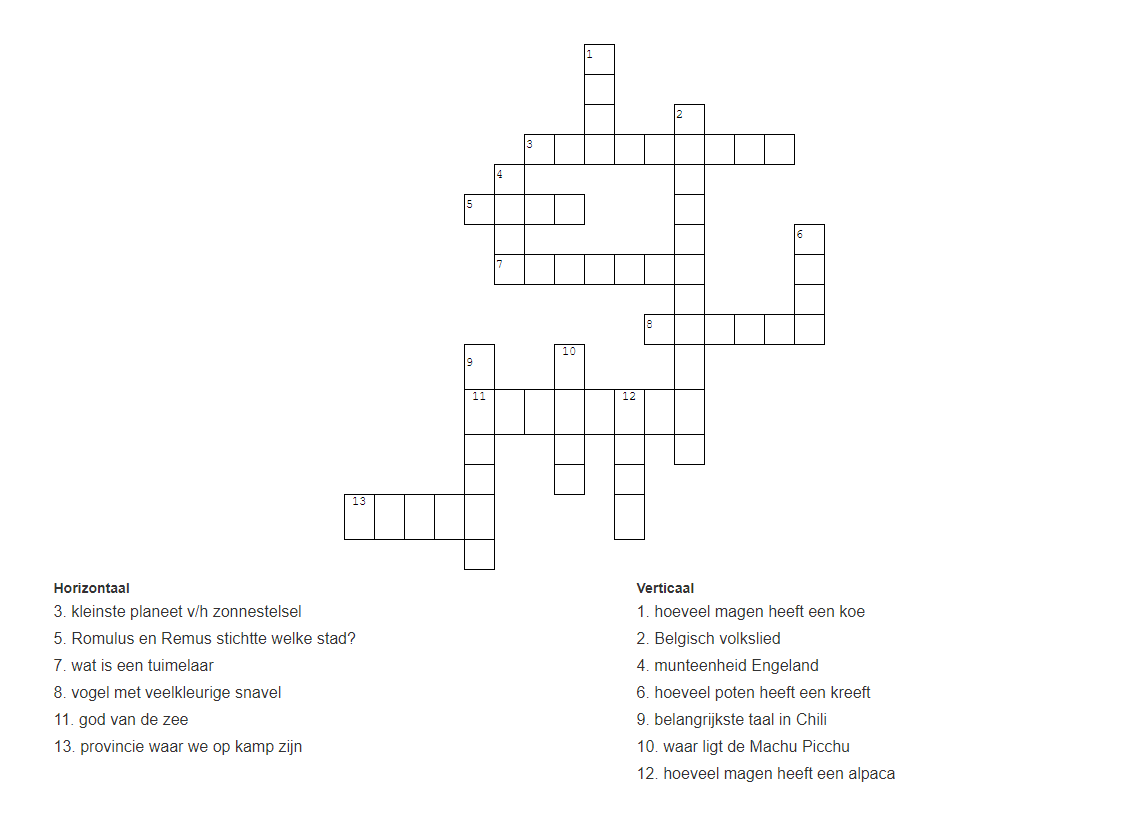 1
2
3
4
5
6
7
8
9
10
11
12
13
Horizontaal
3. kleinste planeet v/h zonnestelsel
5. Romulus en Remus stichtte welke stad?
7. wat is een tuimelaar
8. vogel met veelkleurige snavel
11. god van de zee
13. provincie waar we op kamp zijn
Verticaal
1. hoeveel magen heeft een koe
2. Belgisch volkslied
4. munteenheid Engeland
6. hoeveel poten heeft een kreeft
9. belangrijkste taal in Chili
10. waar ligt de Machu Picchu
12. hoeveel magen heeft een alpaca